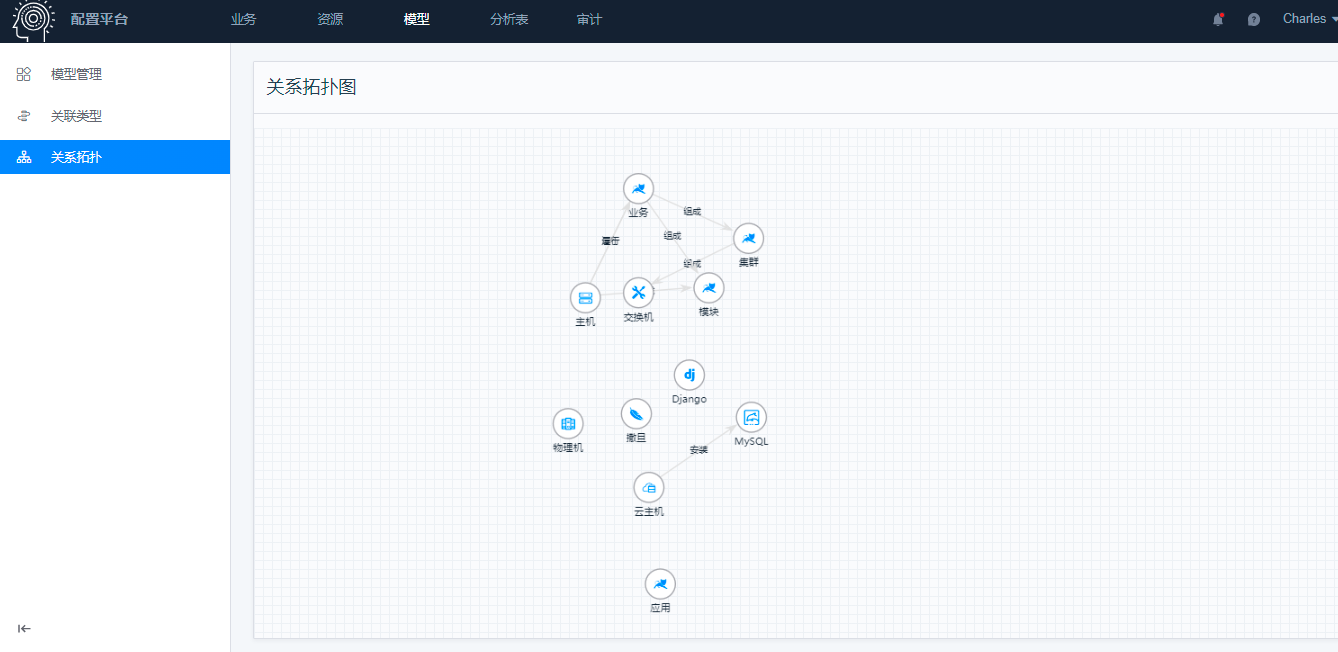 配置平台
业务
资源
模型
分析表
审计
Charles
模型管理
关联类型
关系拓扑
关系拓扑图
业务
组成
组成
集群
组成
主机
交换机
模块
Django
物理机
撒旦
MySQL
安装
云主机
应用